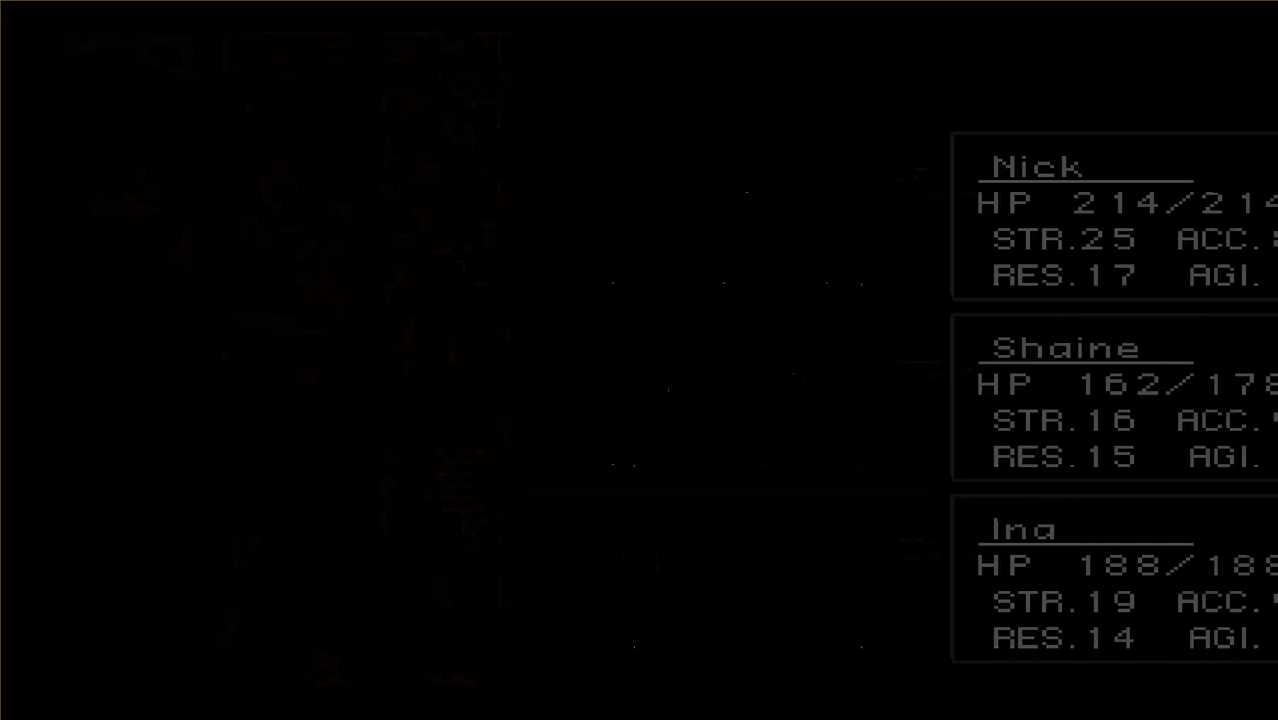 Nick
HP 214/214
STR.25 ACC.
RES.17 AGI.
Shaine
HP 162/178
STR.16 ACC.
RES.15 AGI.
Ina
HP 188/188
STR.19 ACC.
RES.14 AGI.